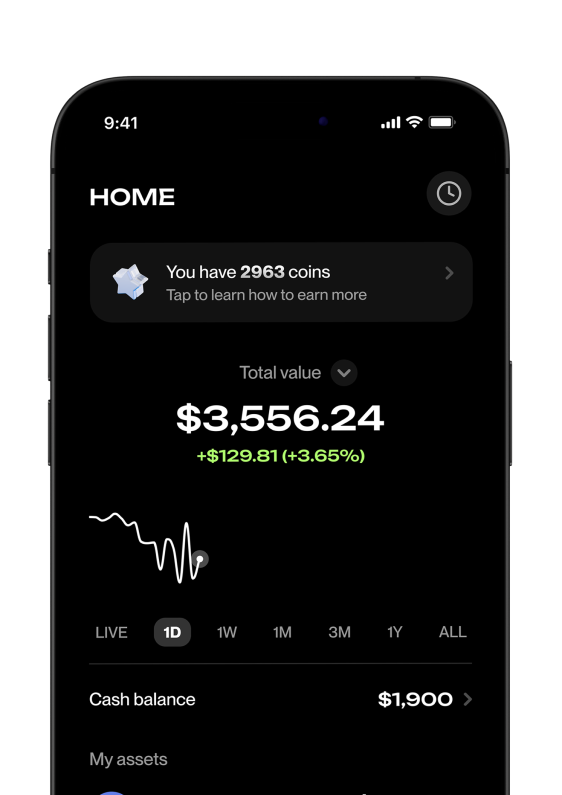 9:41
HOME
You have 2963 coins
Tap to learn how to earn more
Total value
$3,556.24
+$129.81 (+3.65%)
LIVE 1D 1W 1M 3M 1Y ALL
Cash balance $1,900
My assets